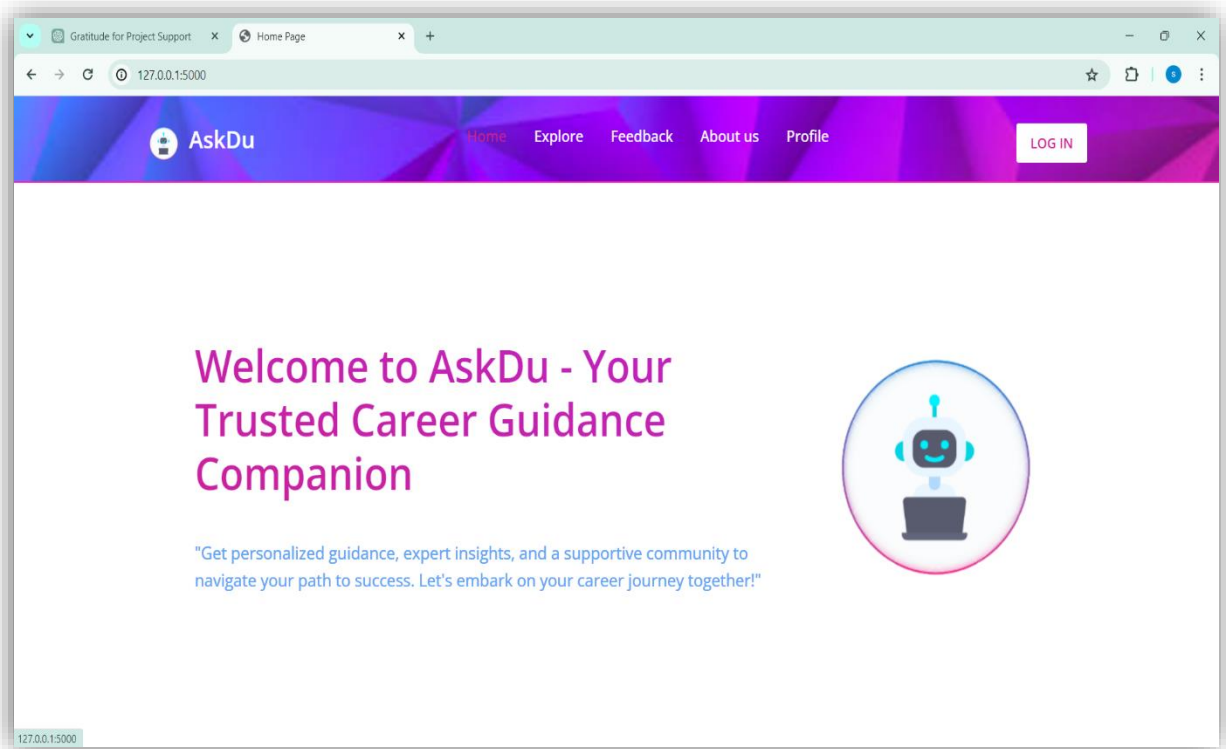 Gratitude for Project Support
Home Page
127.0.0.1:5000
AskDu
Home Explore Feedback About us Profile
LOG IN
Welcome to AskDu - Your
Trusted Career Guidance
Companion
"Get personalized guidance, expert insights, and a supportive community to
navigate your path to success. Let's embark on your career journey together!"
127.0.0.1:5000